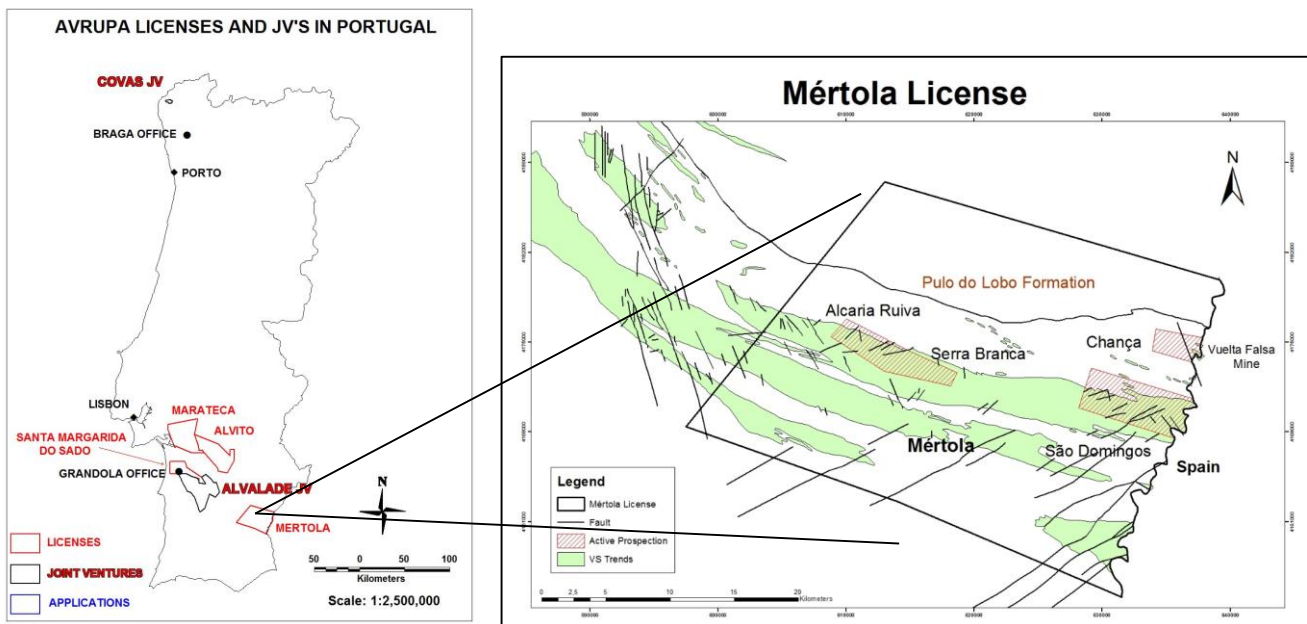 AVRUPA LICENSES AND JV'S IN PORTUGAL
COVAS JV
BRAGA OFFICE
PORTO
LISBON
MARATECA
ALVITO
SANTA MARGARIDA
DO SADO
GRANDOLA OFFICE
ALVALADE JV
MERTOLA
N
LICENSES
JOINT VENTURES
APPLICATIONS
50 0 50 100
Kilometers
Scale: 1:2,500,000
Mértola License
N
Pulo do Lobo Formation
Alcaria Ruiva
Serra Branca
Chança
Vuelta Falsa
Mine
Mértola
São Domingos
Spain
Legend
Mértola License
Fault
Active Prospection
VS Trends
0 2.5 5 10 15 20
Kilometers